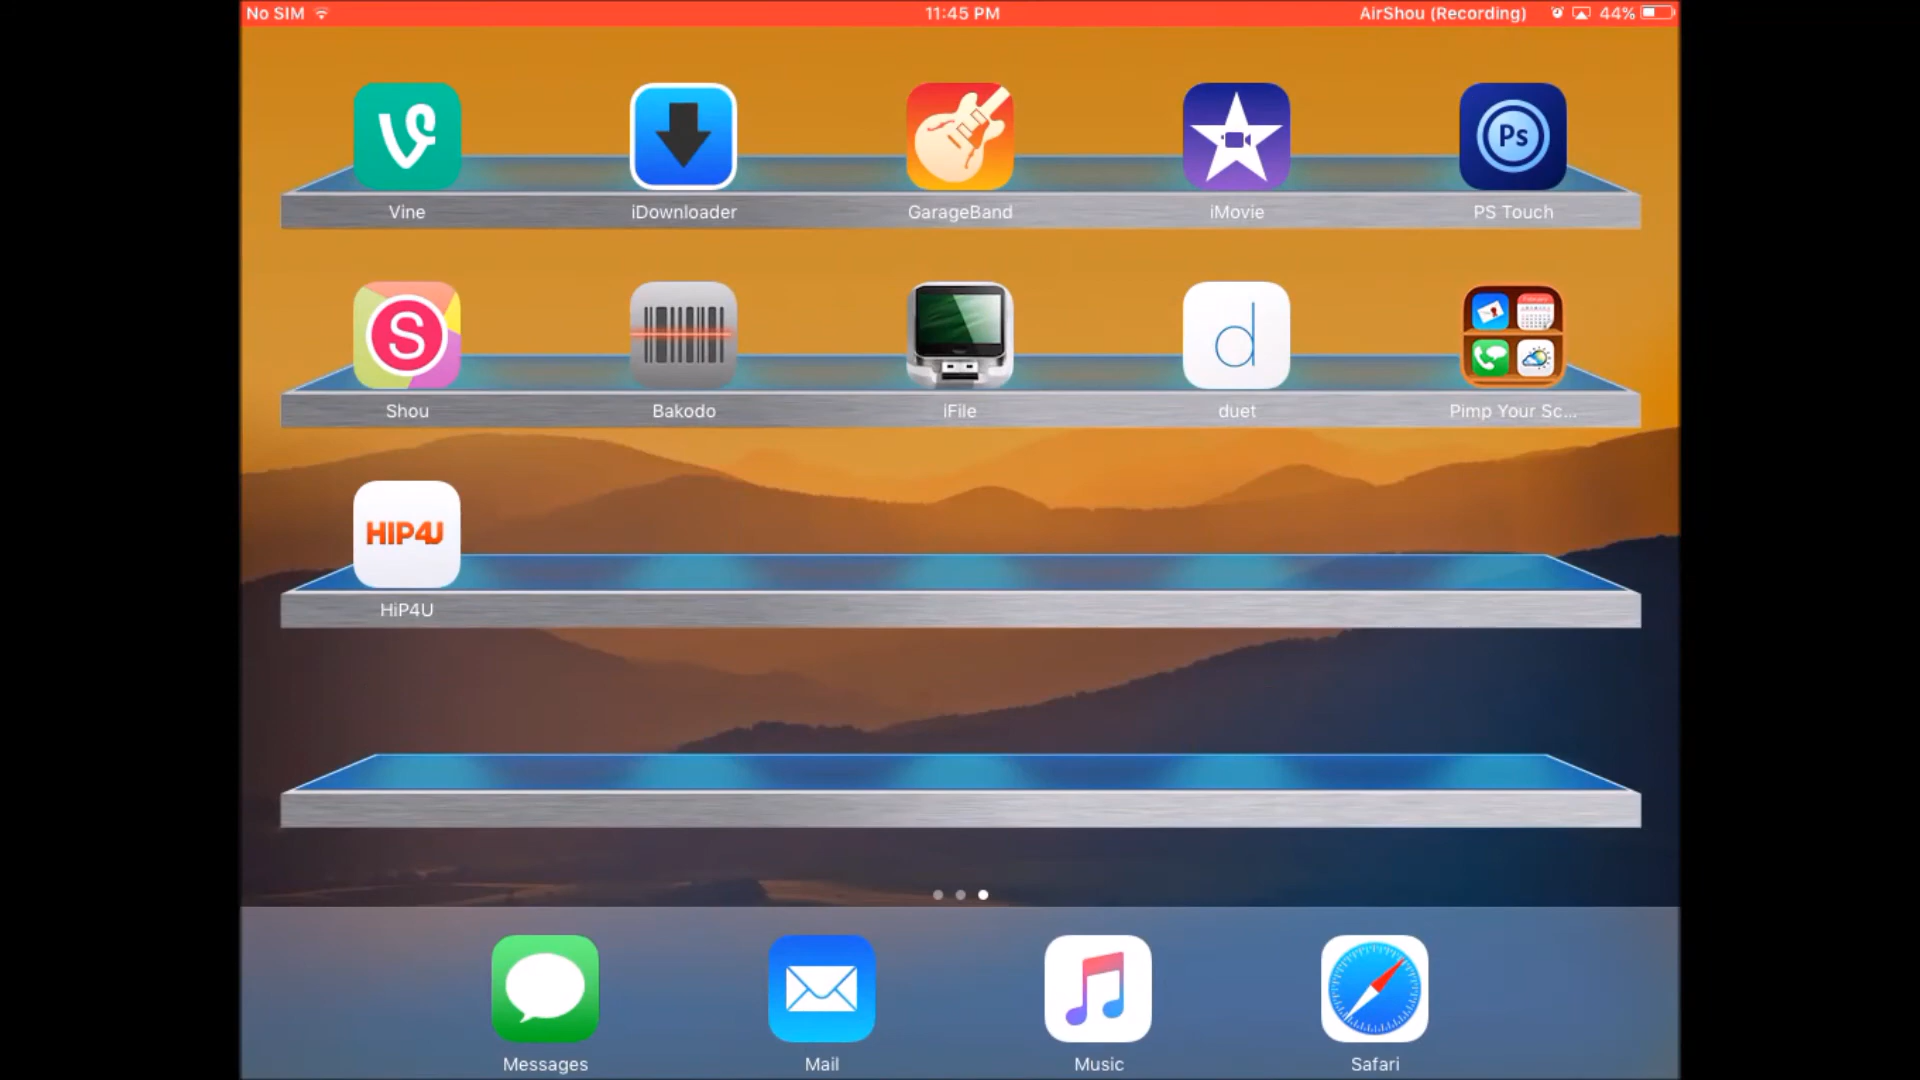 No SIM 11:45 PM AirShou (Recording) 44%
Ps
Vine iDownloader GarageBand iMovie PS Touch
S d
Shou Bakodo iFile duet Pimp Your Sc...
HIP4U
HiP4U
Messages Mail Music Safari